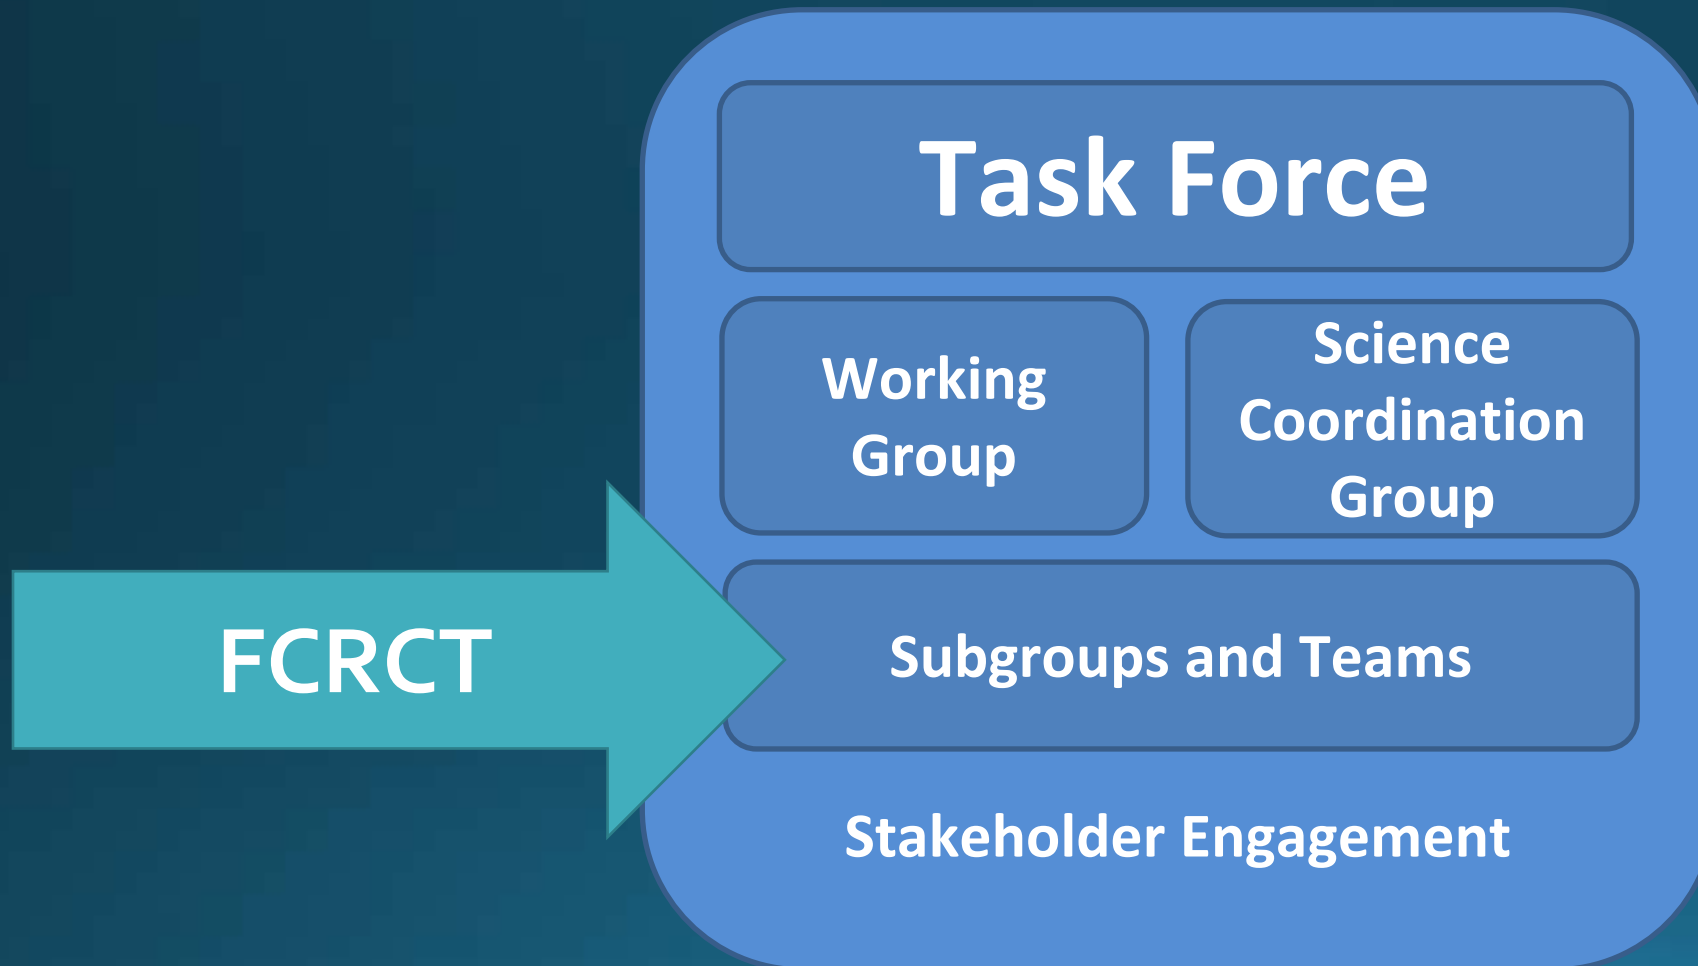 Task Force
Working
Group
Science
Coordination
Group
FCRCT
Subgroups and Teams
Stakeholder Engagement